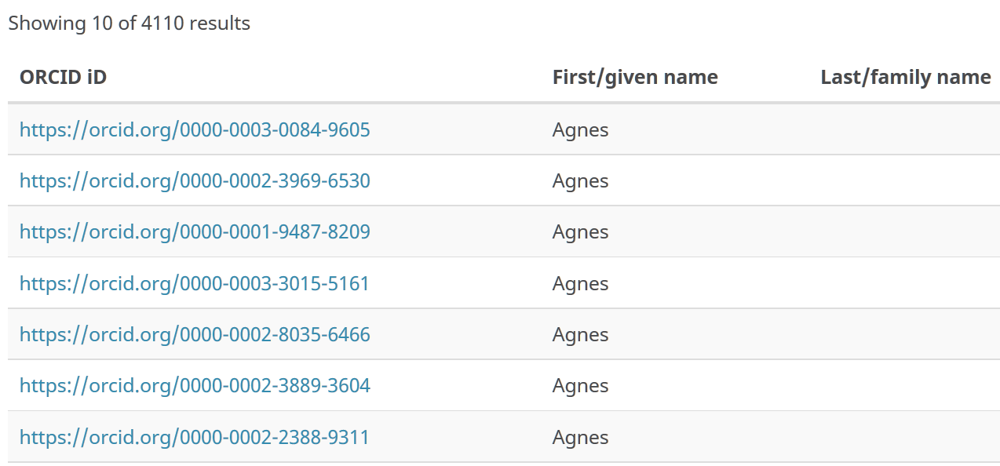 Showing 10 of 4110 results
ORCID iD First/given name Last/family name
https://orcid.org/0000-0003-0084-9605 Agnes
https://orcid.org/0000-0002-3969-6530 Agnes
https://orcid.org/0000-0001-9487-8209 Agnes
https://orcid.org/0000-0003-3015-5161 Agnes
https://orcid.org/0000-0002-8035-6466 Agnes
https://orcid.org/0000-0002-3889-3604 Agnes
https://orcid.org/0000-0002-2388-9311 Agnes